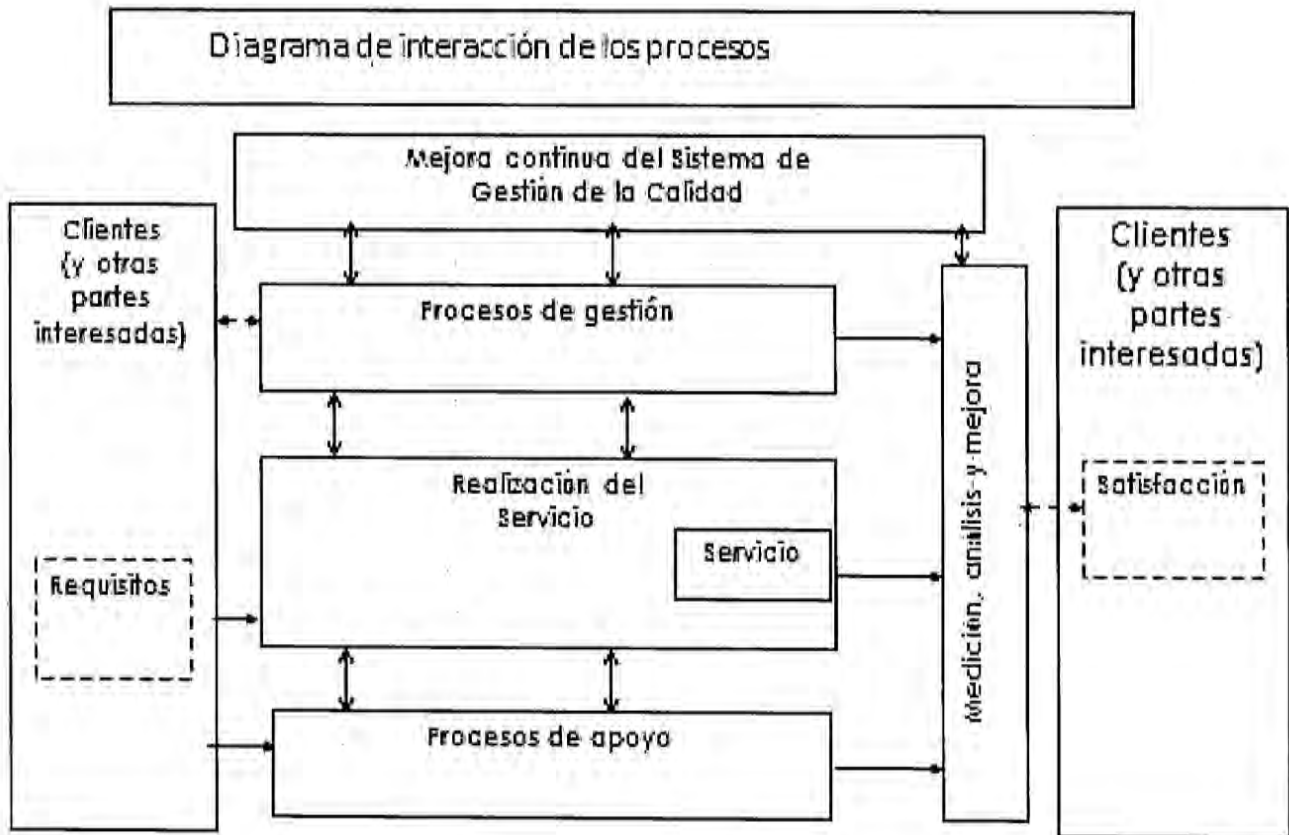 Diagrama de interacción de los procesos
Mejora continua del Sistema de
Gestión de la Calidad
Clientes
(y otras
partes
interesadas)
Requisitos
Procesos de gestión
Realización del
Servicio
Servicio
Procesos de apoyo
Medición, análisis y mejora
Clientes
(y otras
partes
interesadas)
Satisfacción